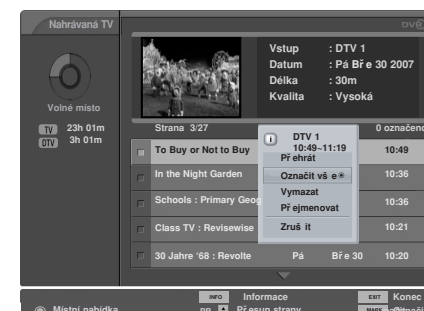 Nahrávaná TV
DVR
Vstup : DTV 1
Datum : Pá Bře 30 2007
Délka : 30m
Kvalita : Vysoká
Volné místo
TV 23h 01m
DTV 3h 01m
Strana 3/27
0 označeno
To Buy or Not to Buy 10:49
In the Night Garden 10:36
Schools : Primary Geog 10:36
Class TV : Revisewise 10:21
30 Jahre '68 : Revolte Pá Bře 30 10:20
DTV 1
10:49~11:19
Přehrát
Označit vše
Vymazat
Přejmenovat
Zrušit
Místní nabídka
INFO Informace
PR Přesun strany
EXIT Konec
MARK